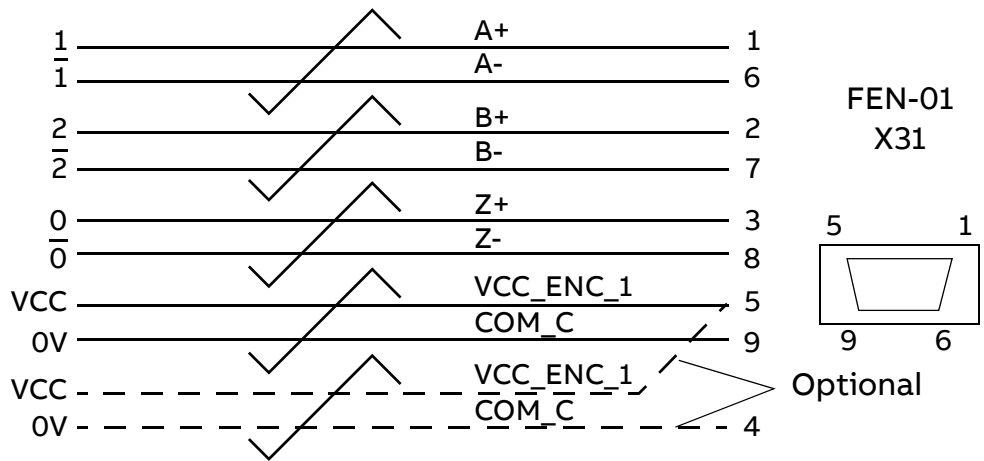 1 A+ 1
1̅ A- 6
2 B+ 2
2̅ B- 7
0 Z+ 3
0̅ Z- 8
VCC VCC_ENC_1 5
0V COM_C 9
VCC VCC_ENC_1
0V COM_C 4
Optional
FEN-01
X31
5 1
9 6